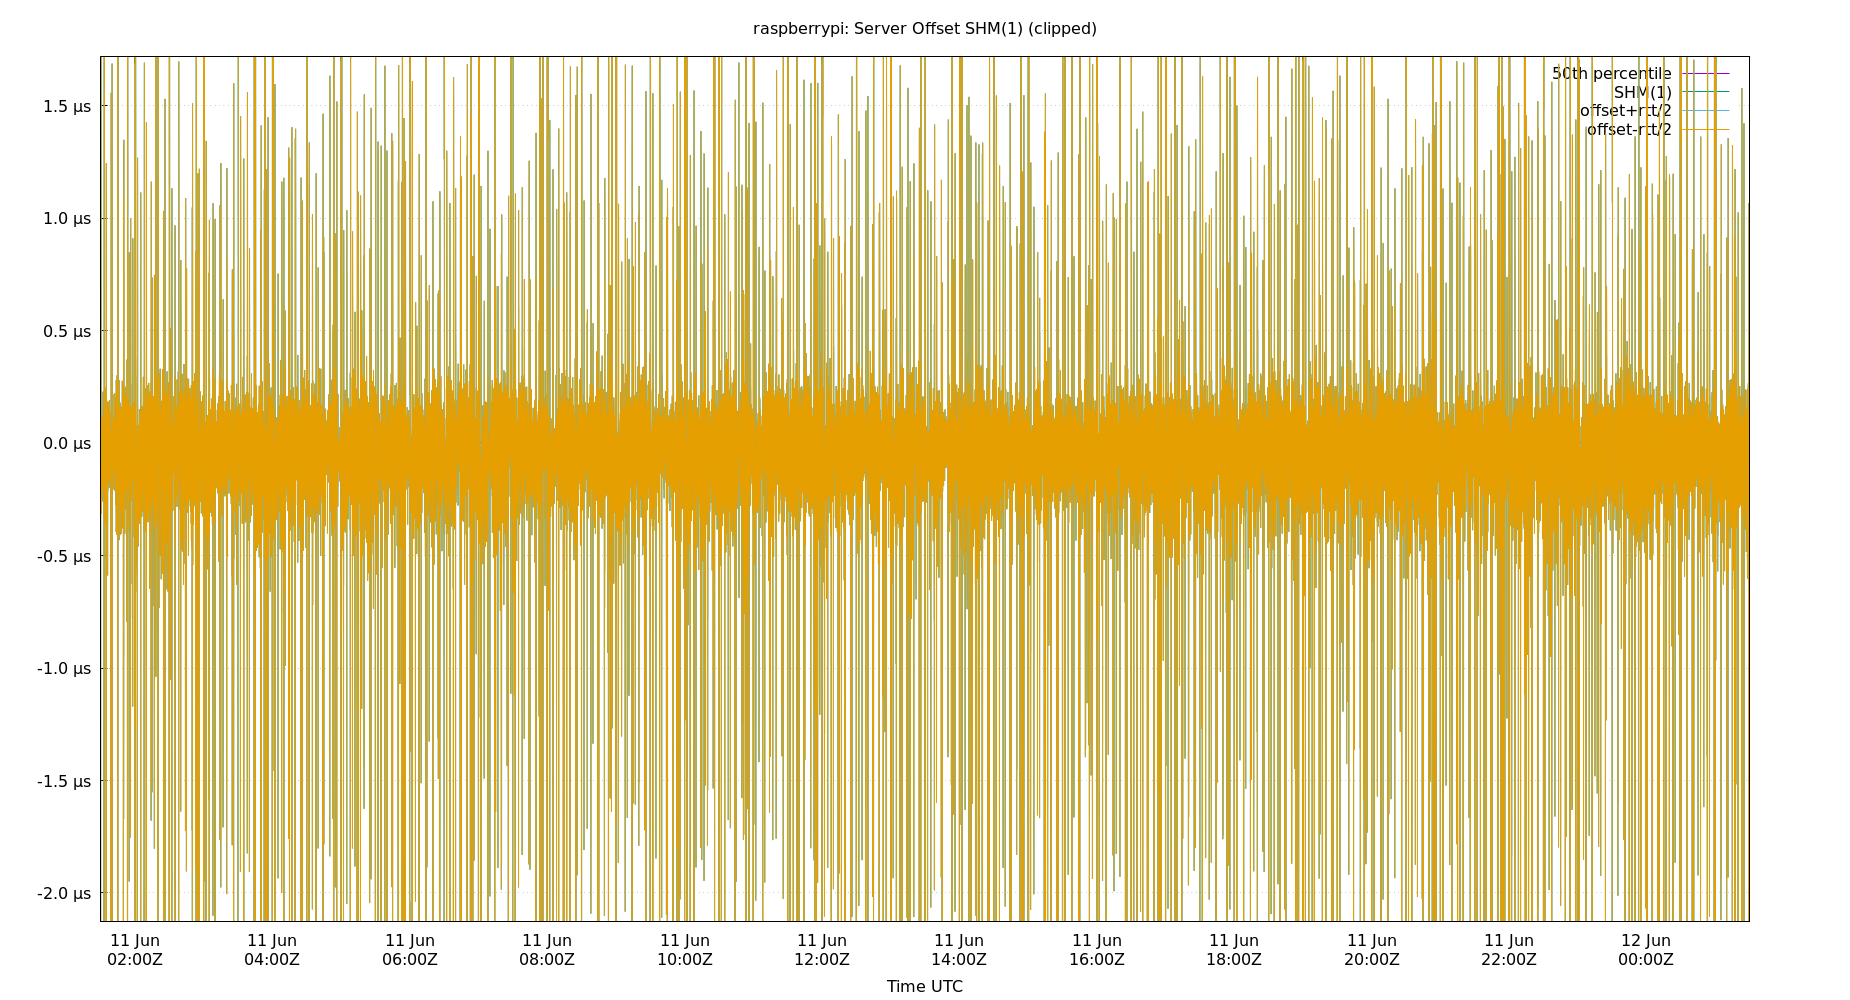 raspberrypi: Server Offset SHM(1) (clipped)
50th percentile
SHM(1)
offset+rtt/2
offset-rtt/2
1.5 µs
1.0 µs
0.5 µs
0.0 µs
-0.5 µs
-1.0 µs
-1.5 µs
-2.0 µs
11 Jun 11 Jun 11 Jun 11 Jun 11 Jun 11 Jun 11 Jun 11 Jun 11 Jun 11 Jun 11 Jun 12 Jun
02:00Z 04:00Z 06:00Z 08:00Z 10:00Z 12:00Z 14:00Z 16:00Z 18:00Z 20:00Z 22:00Z 00:00Z
Time UTC